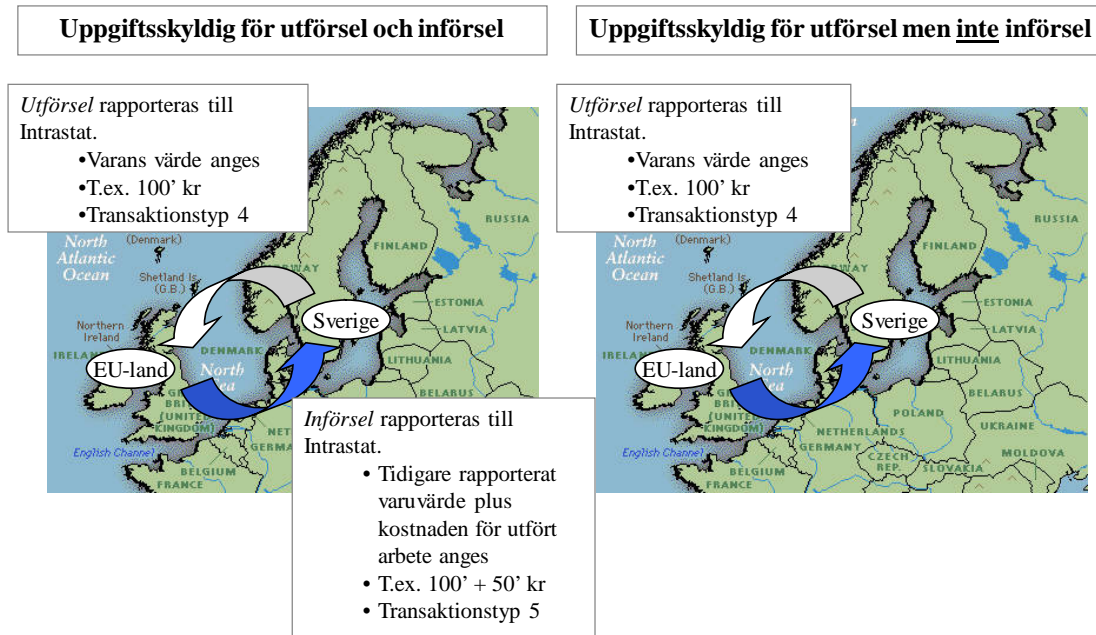 Uppgiftsskyldig för utförsel och införsel
Utförsel rapporteras till
Intrastat.
•Varans värde anges
•T.ex. 100’ kr
•Transaktionstyp 4
North
Atlantic
Ocean
(Denmark)
Shetland Is.
(G.B.)
RUSSIA
FINLAND
ESTONIA
LATVIA
LITHUANIA
BELARUS
Northern
Ireland
DENMARK
North
Sverige
EU-land
(UNITED
KINGDOM)
English Channel
BELGIUM
FRANCE
Införsel rapporteras till
Intrastat.
• Tidigare rapporterat
varuvärde plus
kostnaden för utfört
arbete anges
• T.ex. 100’ + 50’ kr
• Transaktionstyp 5
Uppgiftsskyldig för utförsel men inte införsel
Utförsel rapporteras till
Intrastat.
•Varans värde anges
•T.ex. 100’ kr
•Transaktionstyp 4
North
Atlantic
Ocean
(Denmark)
Shetland Is.
(G.B.)
RUSSIA
FINLAND
ESTONIA
LATVIA
LITHUANIA
BELARUS
Northern
Ireland
DENMARK
North
Sverige
EU-land
(UNITED
KINGDOM)
English Channel
NETHERLANDS
GERMANY
BELGIUM
FRANCE
POLAND
CZECH
REP.
SLOVAKIA
UKRAINE
MOLDOVA